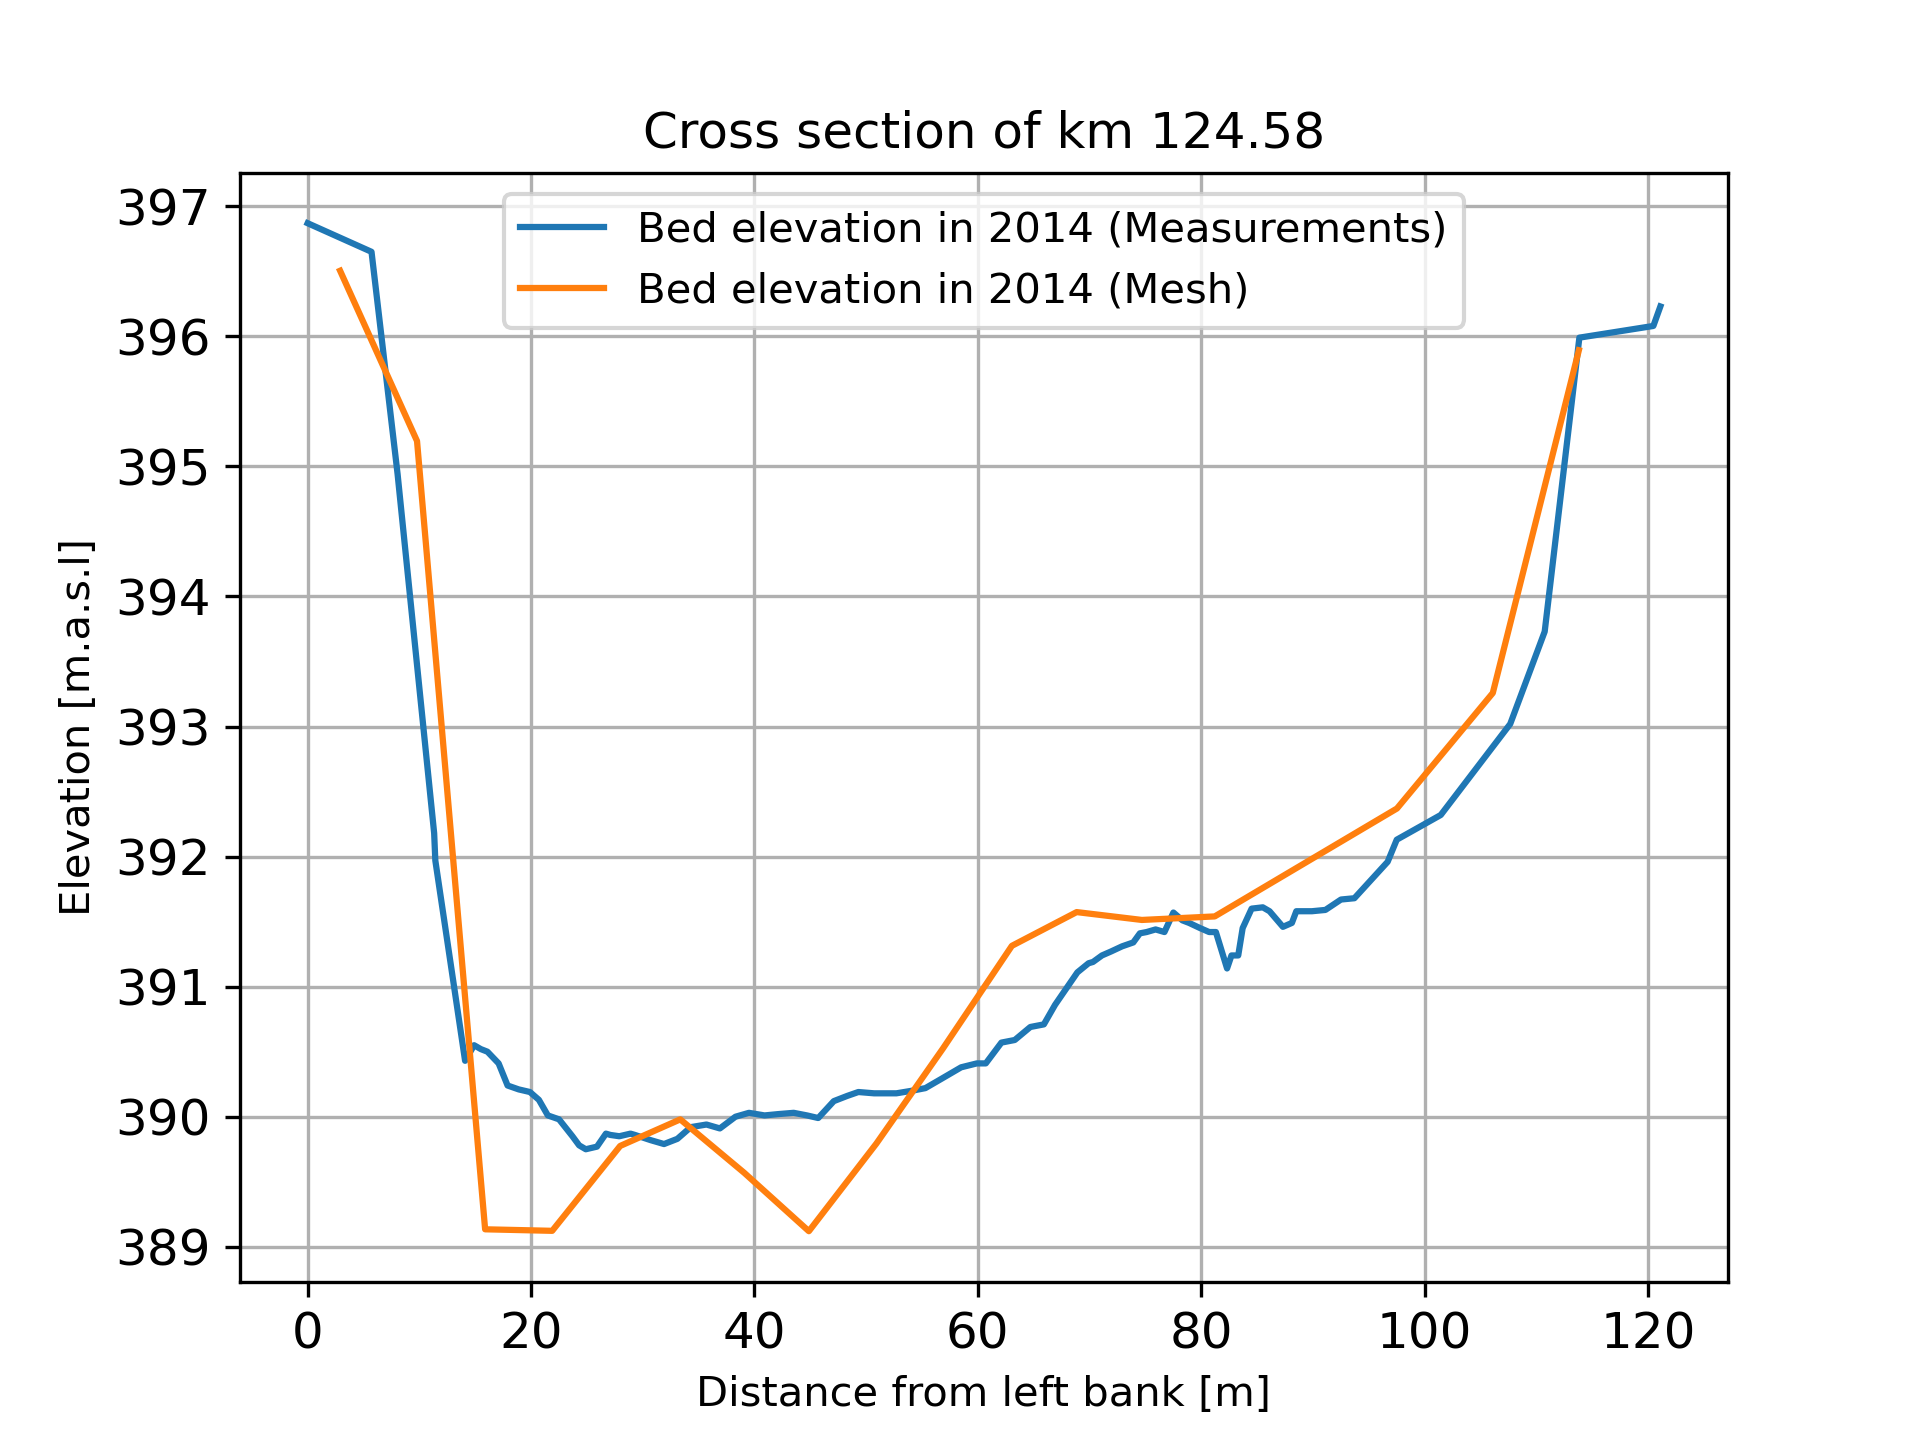 Cross section of km 124.58
Bed elevation in 2014 (Measurements)
Bed elevation in 2014 (Mesh)
397
396
395
394
393
392
391
390
389
Elevation [m.a.s.l]
0 20 40 60 80 100 120
Distance from left bank [m]